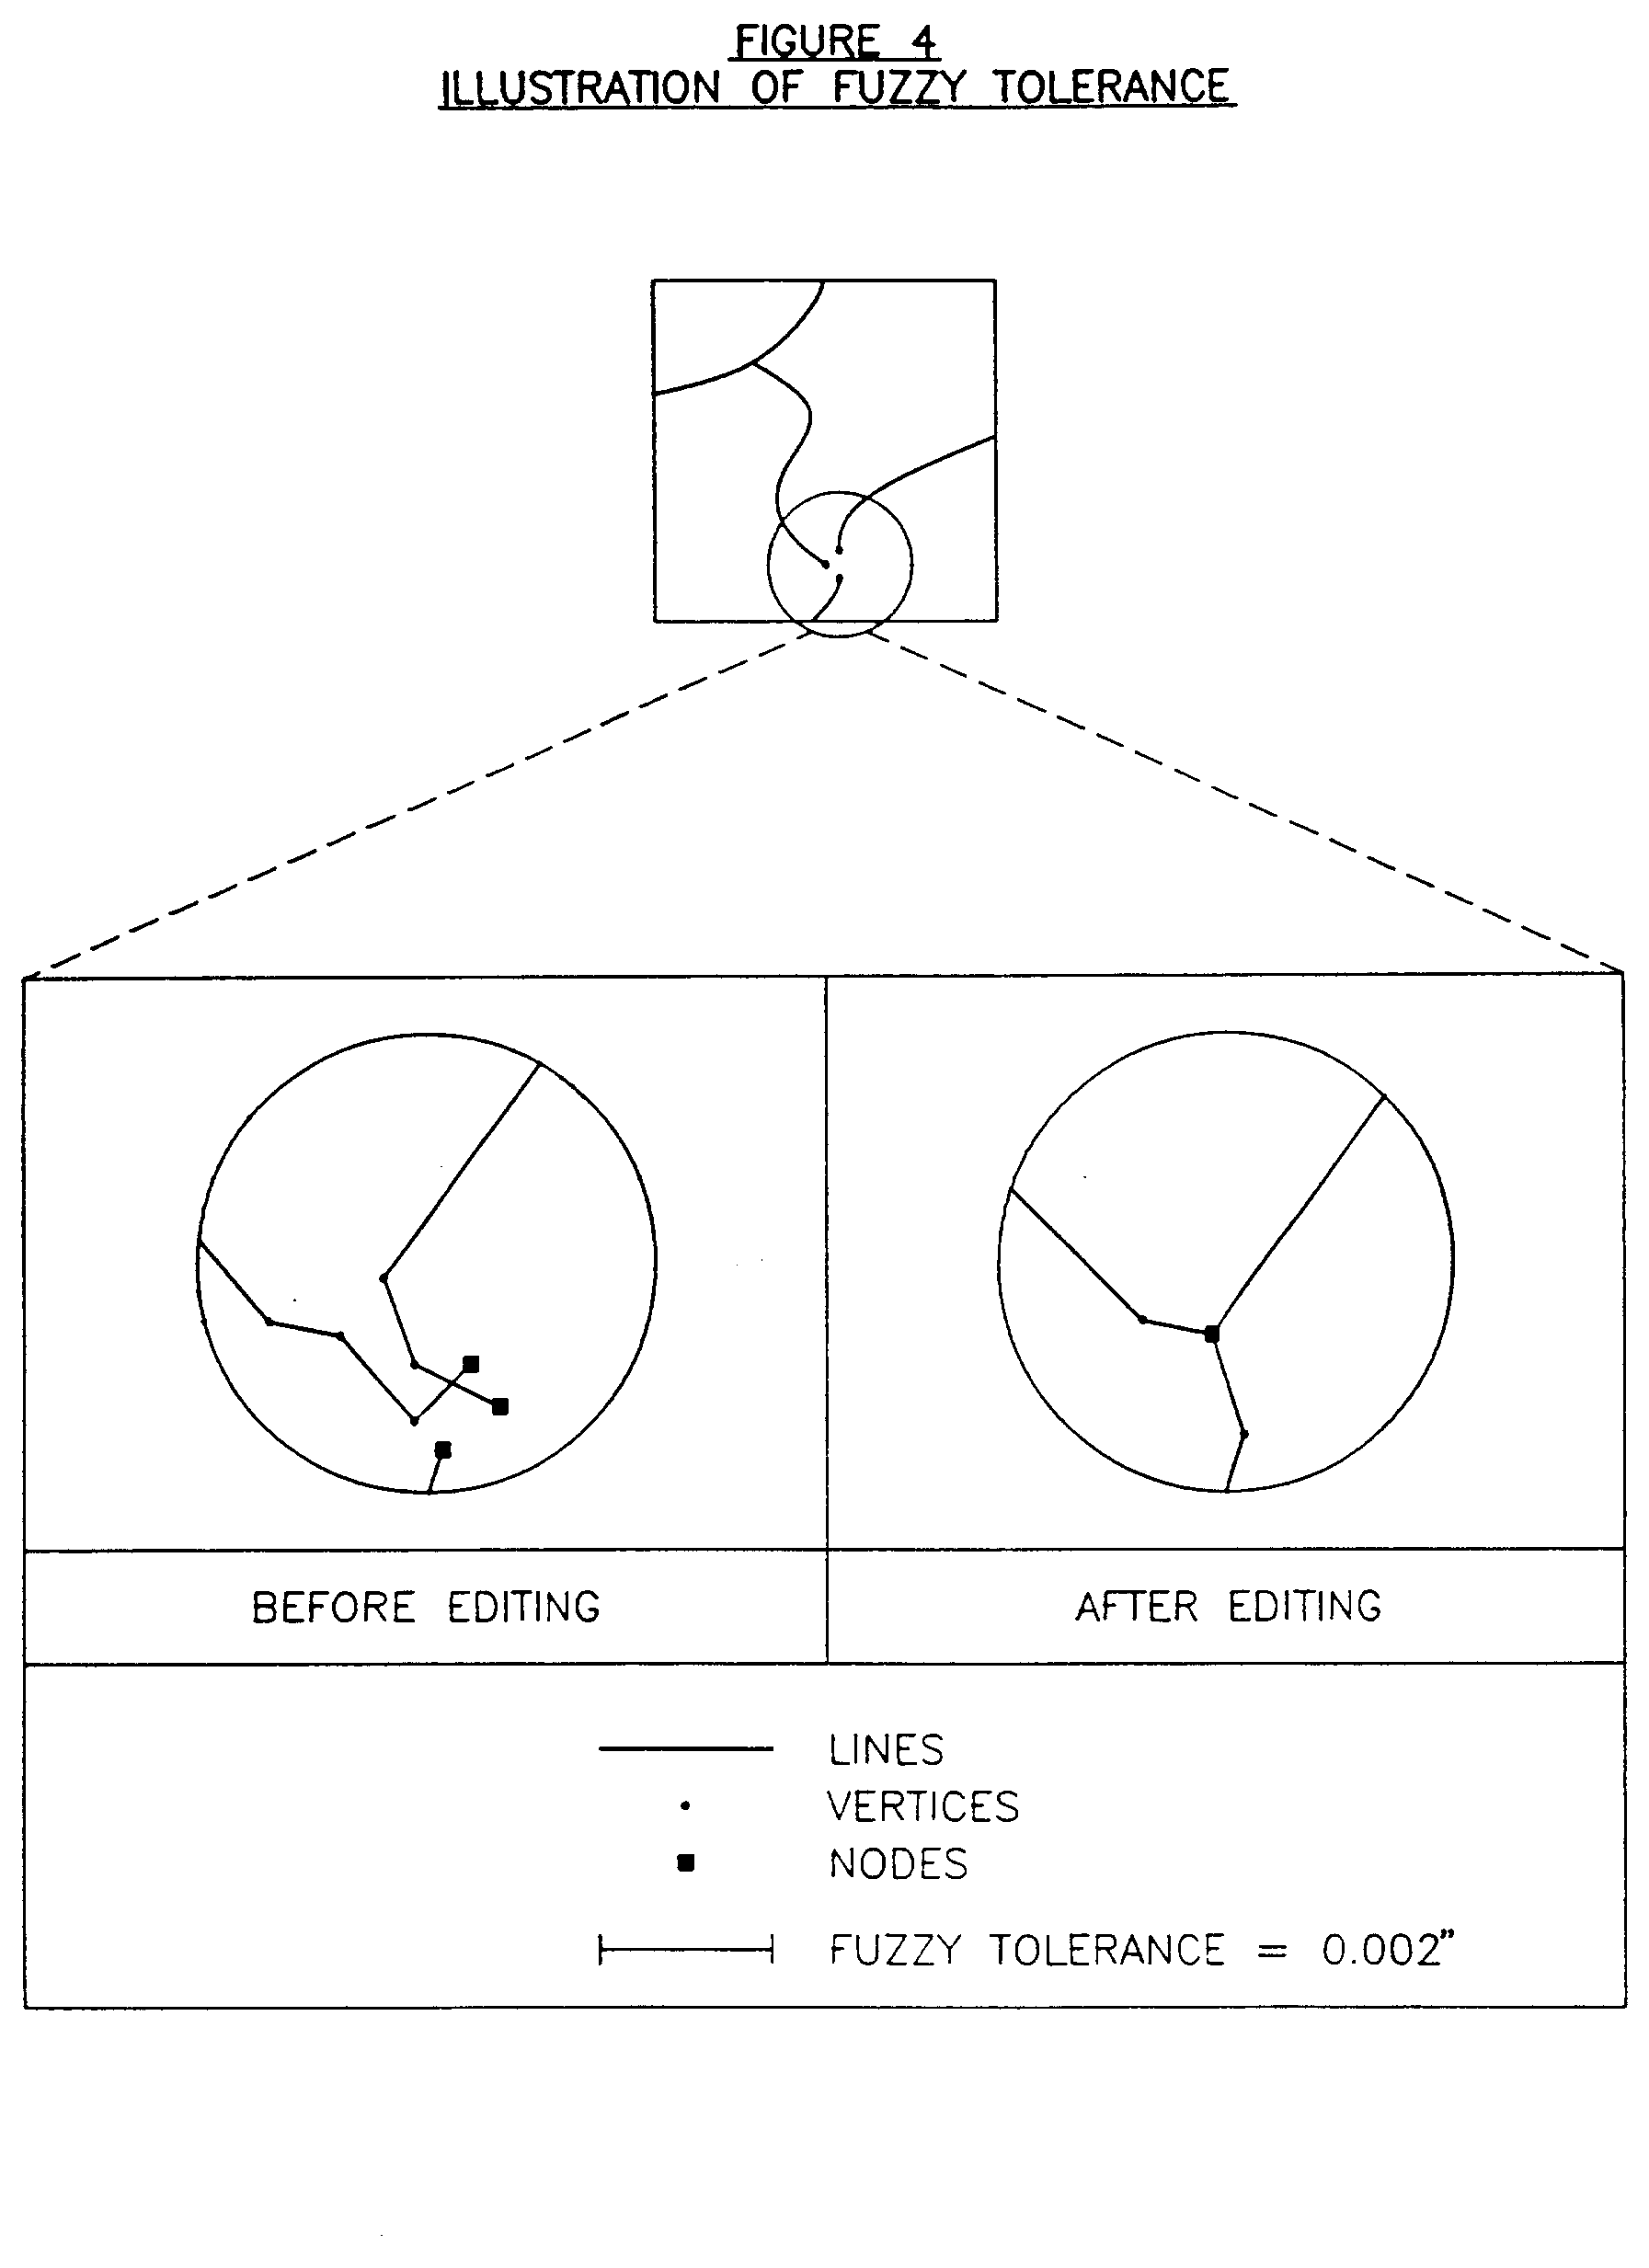 FIGURE 4
ILLUSTRATION OF FUZZY TOLERANCE
BEFORE EDITING
AFTER EDITING
LINES
VERTICES
NODES
FUZZY TOLERANCE = 0.002"